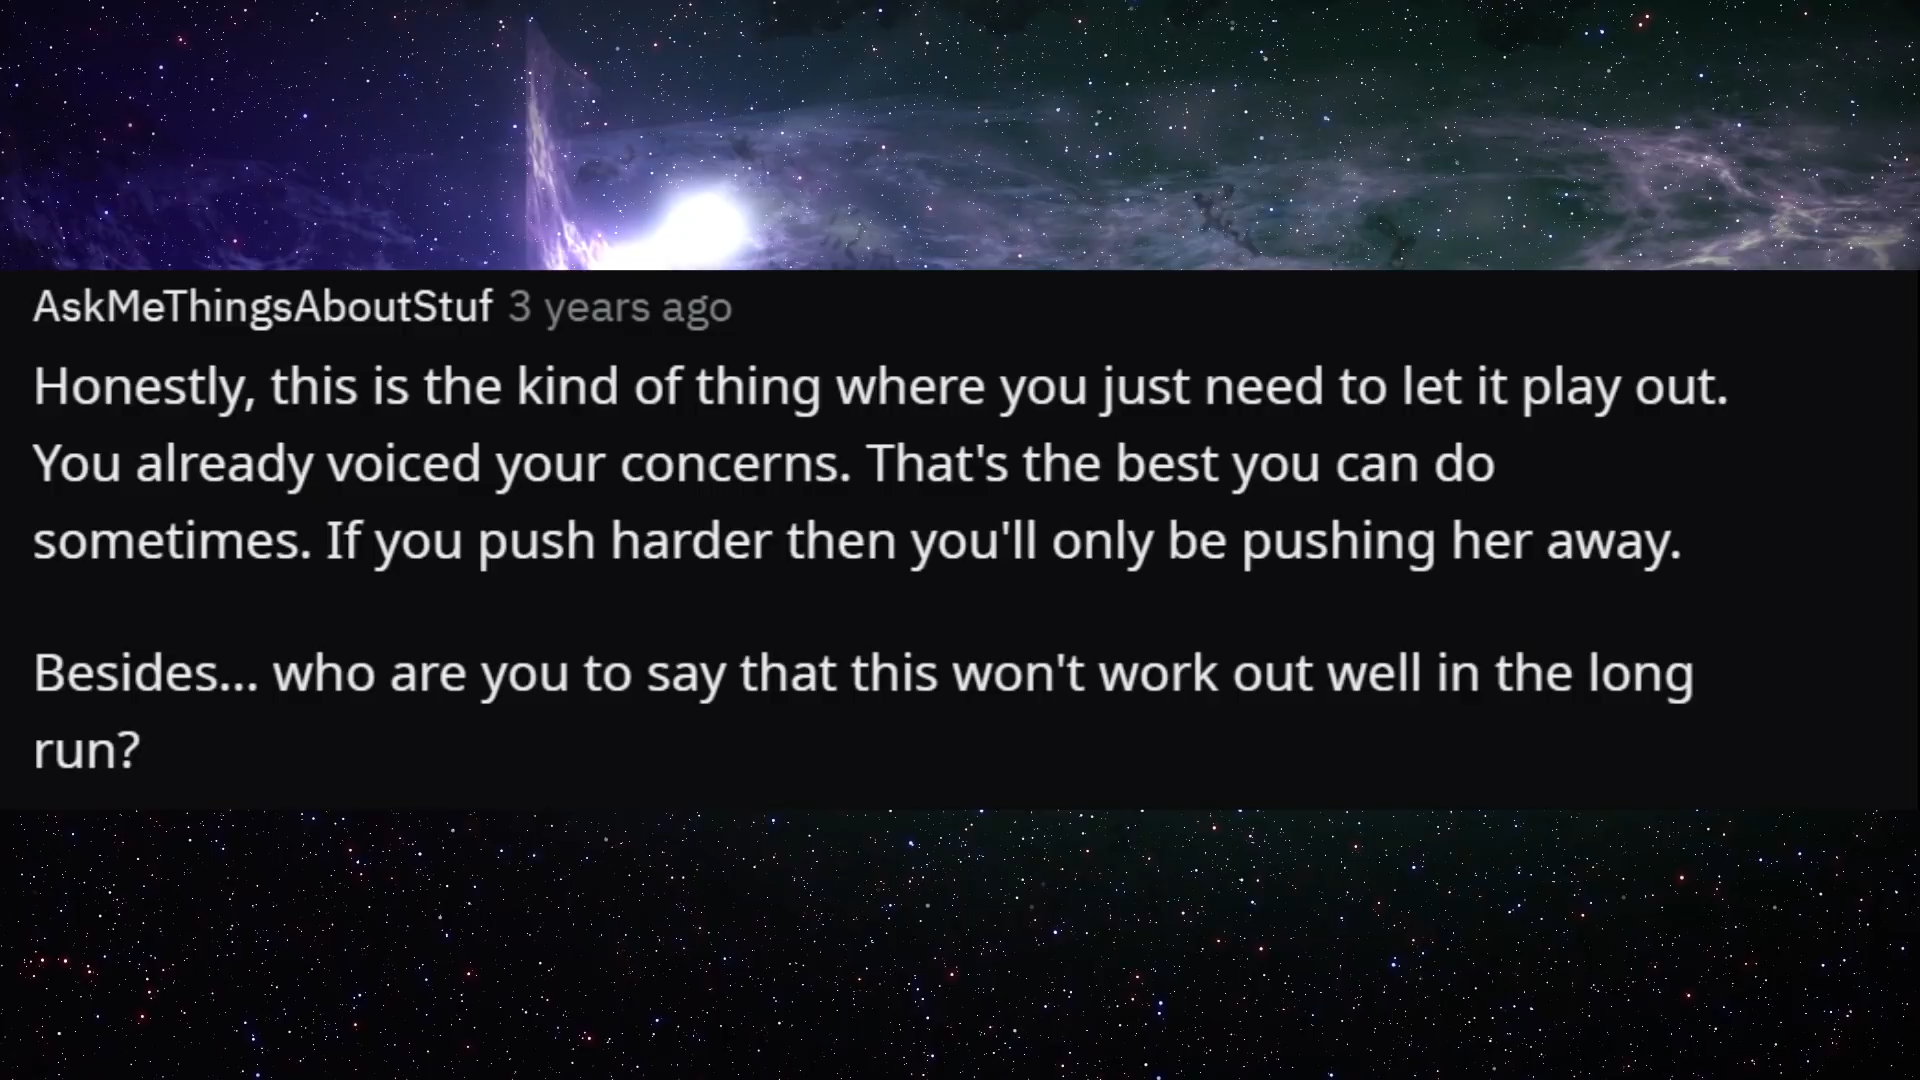 AskMeThingsAboutStuf 3 years ago
Honestly, this is the kind of thing where you just need to let it play out.
You already voiced your concerns. That's the best you can do
sometimes. If you push harder then you'll only be pushing her away.
Besides... who are you to say that this won't work out well in the long
run?